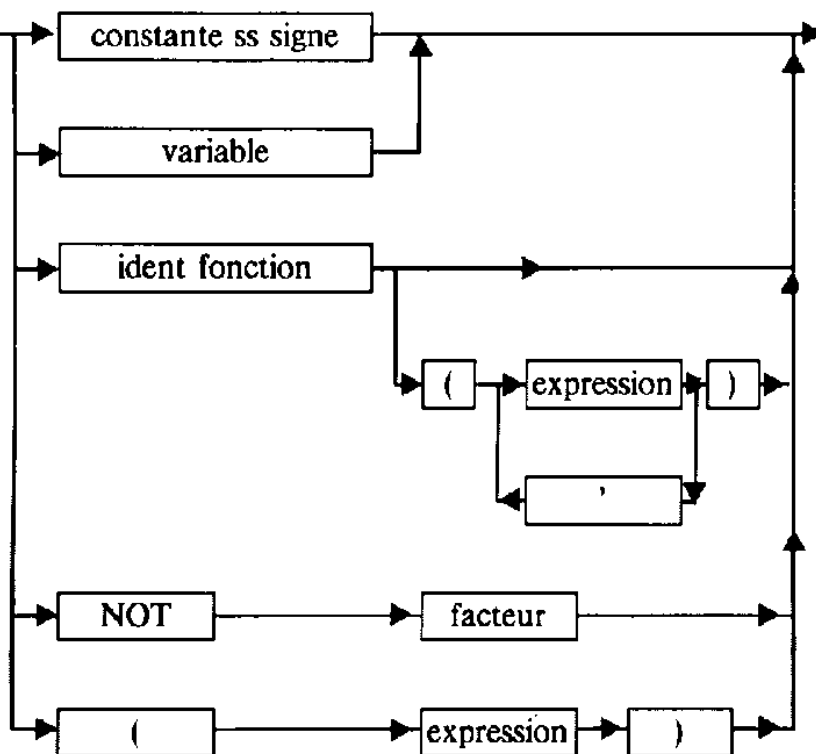 constante ss signe
variable
ident fonction
( expression )
,
NOT facteur
( expression )